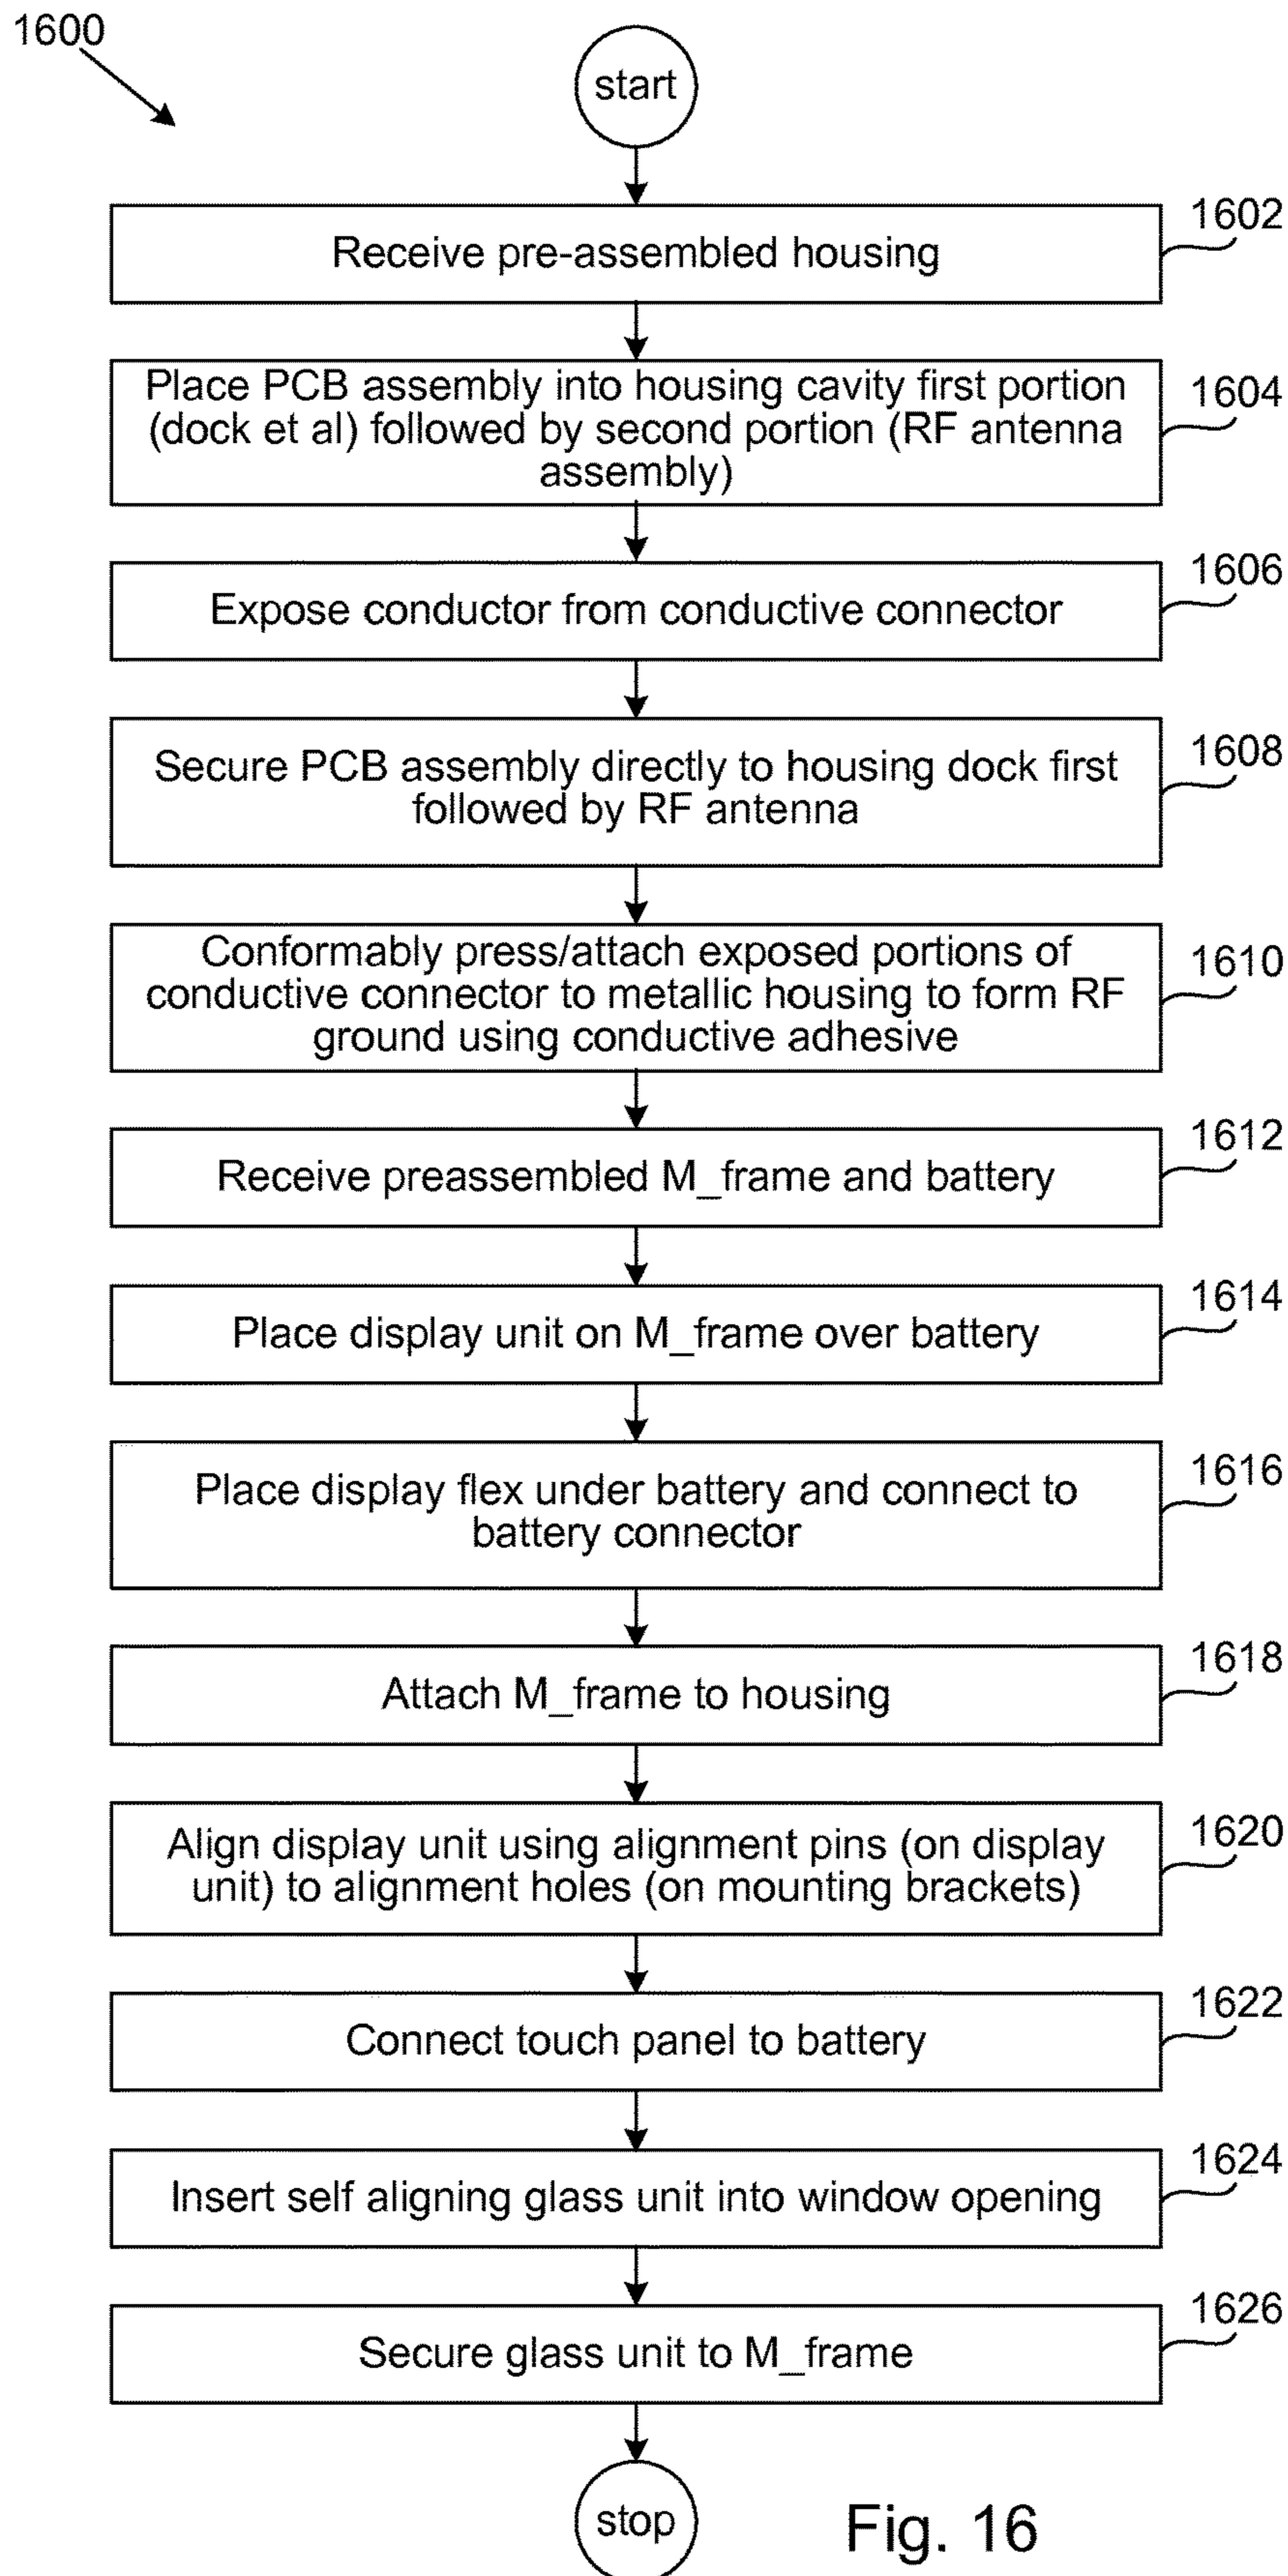 1600
start
1602
Receive pre-assembled housing
1604
Place PCB assembly into housing cavity first portion
(dock et al) followed by second portion (RF antenna
assembly)
1606
Expose conductor from conductive connector
1608
Secure PCB assembly directly to housing dock first
followed by RF antenna
1610
Conformably press/attach exposed portions of
conductive connector to metallic housing to form RF
ground using conductive adhesive
1612
Receive preassembled M_frame and battery
1614
Place display unit on M_frame over battery
1616
Place display flex under battery and connect to
battery connector
1618
Attach M_frame to housing
1620
Align display unit using alignment pins (on display
unit) to alignment holes (on mounting brackets)
1622
Connect touch panel to battery
1624
Insert self aligning glass unit into window opening
1626
Secure glass unit to M_frame
stop
Fig. 16